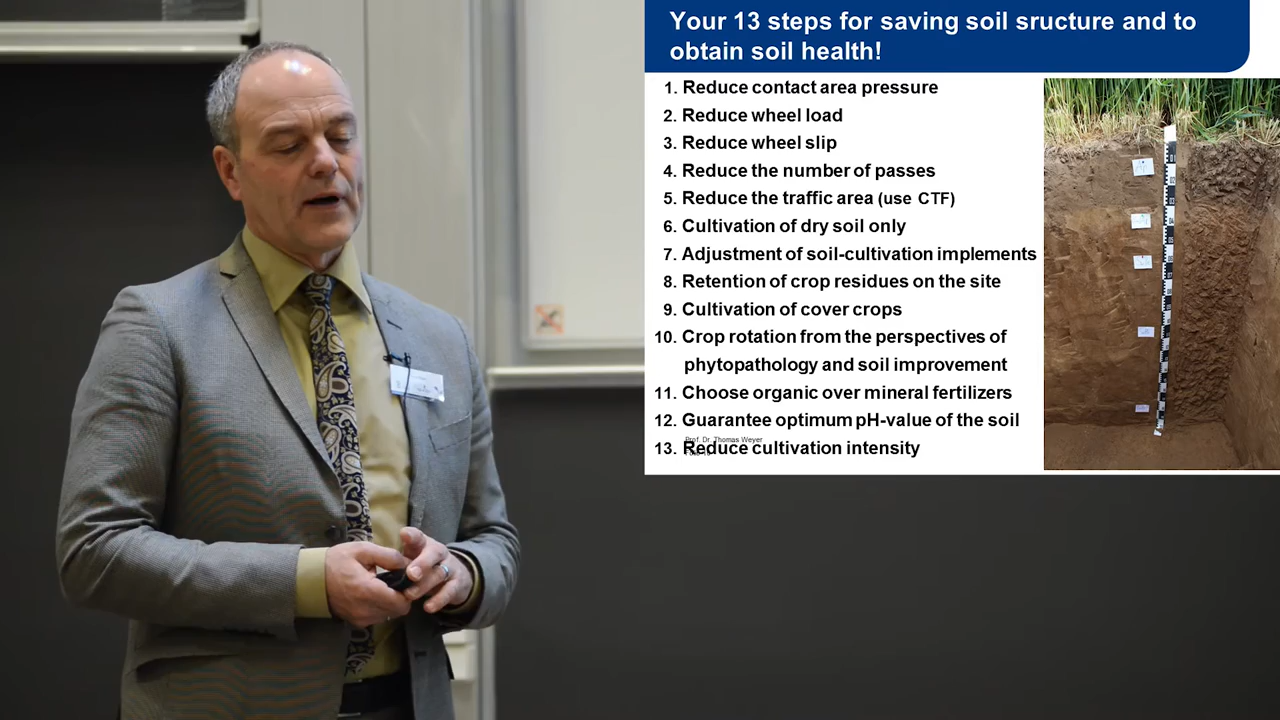 Your 13 steps for saving soil sructure and to
obtain soil health!
1. Reduce contact area pressure
2. Reduce wheel load
3. Reduce wheel slip
4. Reduce the number of passes
5. Reduce the traffic area (use CTF)
6. Cultivation of dry soil only
7. Adjustment of soil-cultivation implements
8. Retention of crop residues on the site
9. Cultivation of cover crops
10. Crop rotation from the perspectives of
phytopathology and soil improvement
11. Choose organic over mineral fertilizers
12. Guarantee optimum pH-value of the soil
Prof. Dr. Thomas Weyer
13. Reduce cultivation intensity